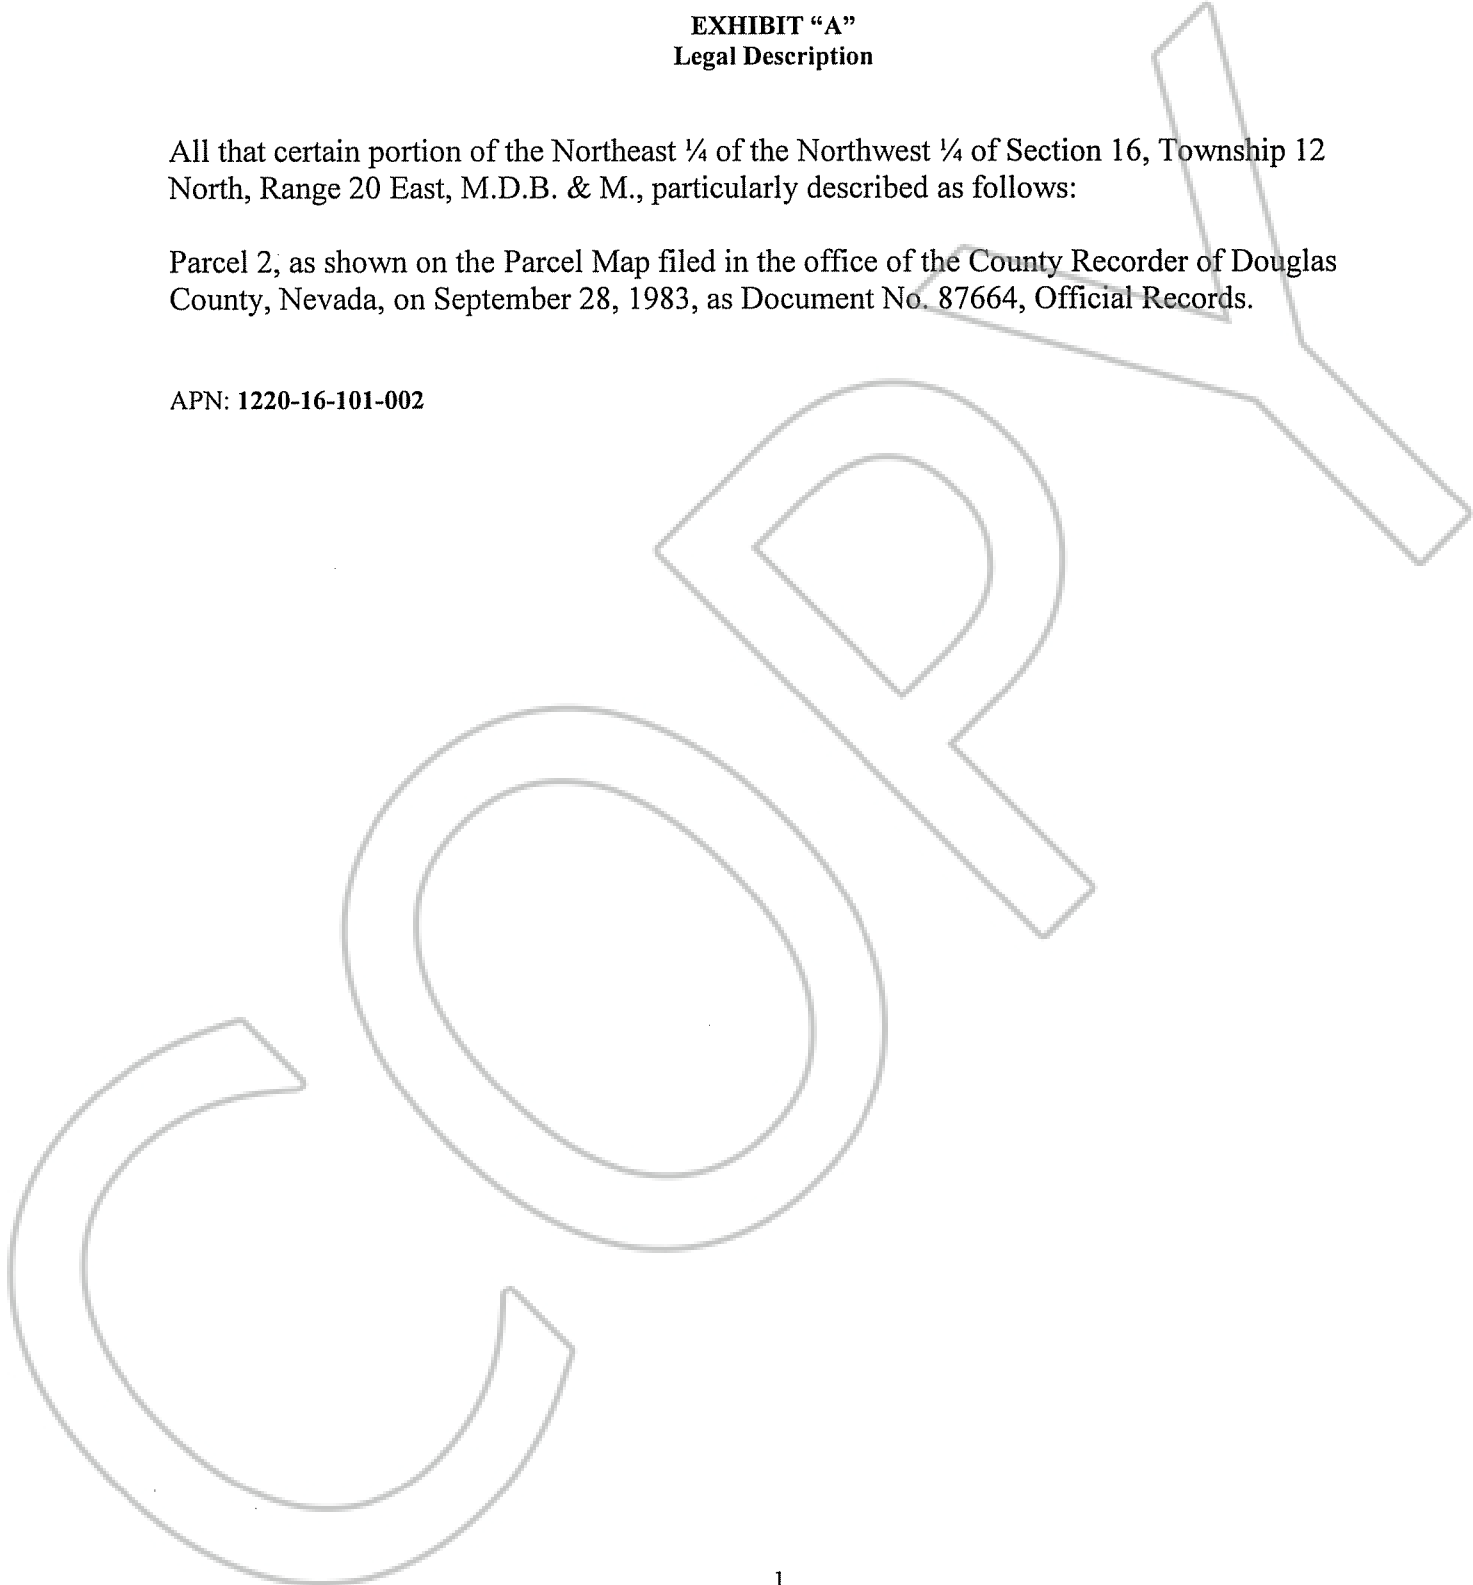 EXHIBIT “A”
Legal Description
All that certain portion of the Northeast ¼ of the Northwest ¼ of Section 16, Township 12
North, Range 20 East, M.D.B. & M., particularly described as follows:
Parcel 2, as shown on the Parcel Map filed in the office of the County Recorder of Douglas
County, Nevada, on September 28, 1983, as Document No. 87664, Official Records.
APN: 1220-16-101-002
COPY
1